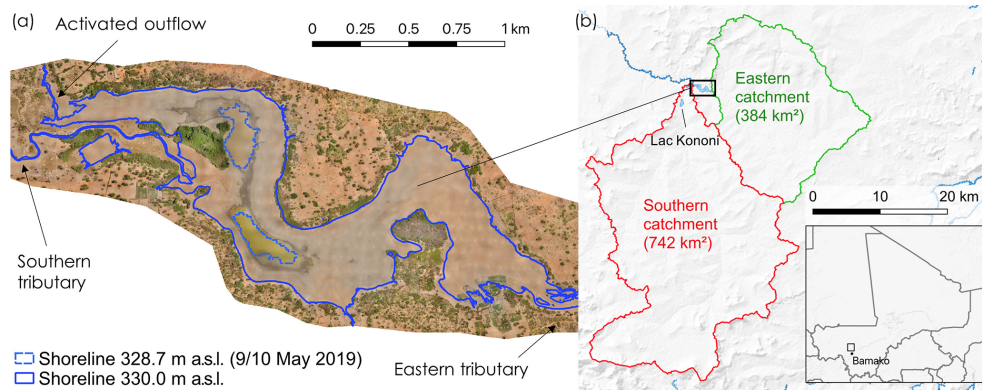 (a)
Activated outflow
0 0.25 0.5 0.75 1 km
Southern
tributary
Eastern tributary
Shoreline 328.7 m a.s.l. (9/10 May 2019)
Shoreline 330.0 m a.s.l.
(b)
Eastern
catchment
(384 km²)
Lac Kononi
Southern
catchment
(742 km²)
0 10 20 km
Bamako